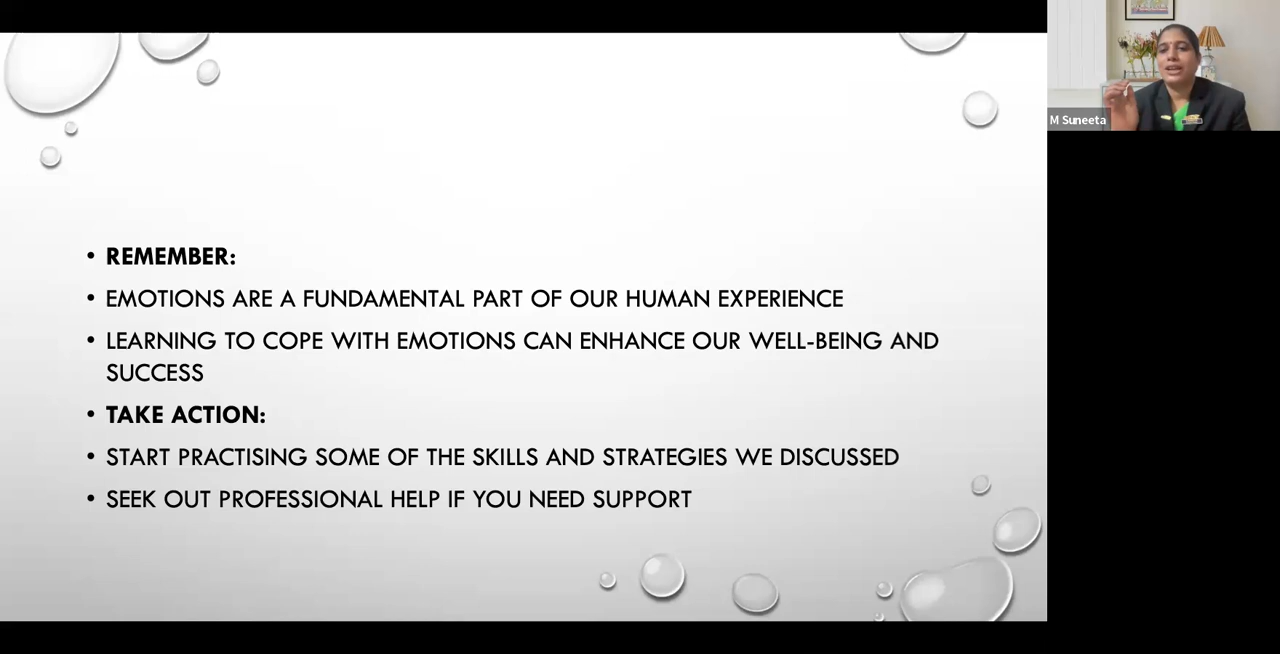 • REMEMBER:
• EMOTIONS ARE A FUNDAMENTAL PART OF OUR HUMAN EXPERIENCE
• LEARNING TO COPE WITH EMOTIONS CAN ENHANCE OUR WELL-BEING AND
SUCCESS
• TAKE ACTION:
• START PRACTISING SOME OF THE SKILLS AND STRATEGIES WE DISCUSSED
• SEEK OUT PROFESSIONAL HELP IF YOU NEED SUPPORT
M Suneeta